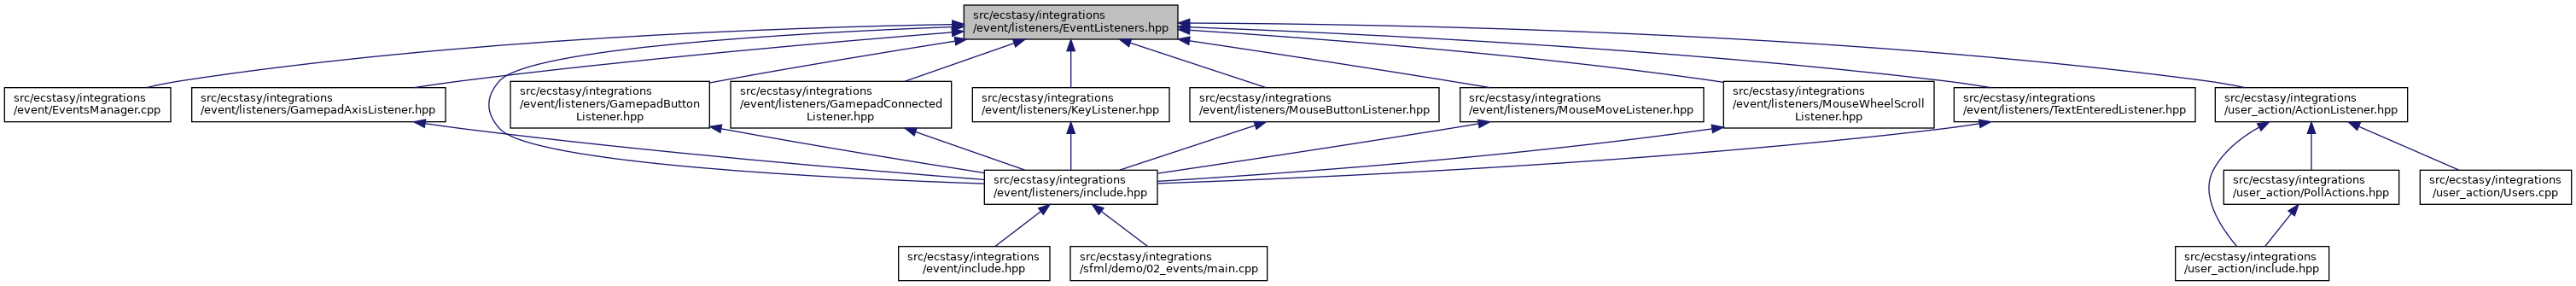 src/ecstasy/integrations
/event/listeners/EventListeners.hpp
src/ecstasy/integrations
/event/EventsManager.cpp
src/ecstasy/integrations
/event/listeners/GamepadAxisListener.hpp
src/ecstasy/integrations
/event/listeners/GamepadButton
Listener.hpp
src/ecstasy/integrations
/event/listeners/GamepadConnected
Listener.hpp
src/ecstasy/integrations
/event/listeners/KeyListener.hpp
src/ecstasy/integrations
/event/listeners/MouseButtonListener.hpp
src/ecstasy/integrations
/event/listeners/MouseMoveListener.hpp
src/ecstasy/integrations
/event/listeners/MouseWheelScroll
Listener.hpp
src/ecstasy/integrations
/event/listeners/TextEnteredListener.hpp
src/ecstasy/integrations
/user_action/ActionListener.hpp
src/ecstasy/integrations
/event/listeners/include.hpp
src/ecstasy/integrations
/user_action/PollActions.hpp
src/ecstasy/integrations
/user_action/Users.cpp
src/ecstasy/integrations
/event/include.hpp
src/ecstasy/integrations
/sfml/demo/02_events/main.cpp
src/ecstasy/integrations
/user_action/include.hpp